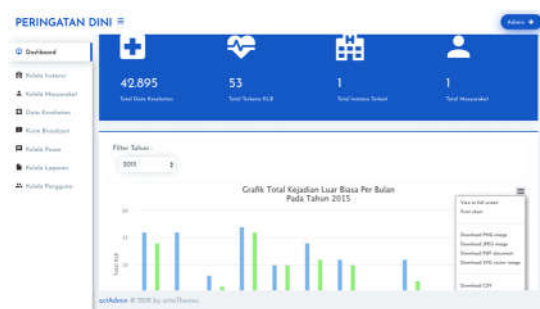 PERINGATAN DINI
Admin
Dashboard
Kelola Instansi
Kelola Masyarakat
Data Kesehatan
Kirim Broadcast
Kelola Pesan
Kelola Laporan
Kelola Pengguna
42.895
Total Data Kesehatan
53
Total Terkena KLB
1
Total Instansi Terkait
1
Total Masyarakat
Filter Tahun :
2015
Grafik Total Kejadian Luar Biasa Per Bulan
Pada Tahun 2015
View in full screen
Print chart
Download PNG image
Download JPEG image
Download PDF document
Download SVG vector image
Download CSV
Total KLB